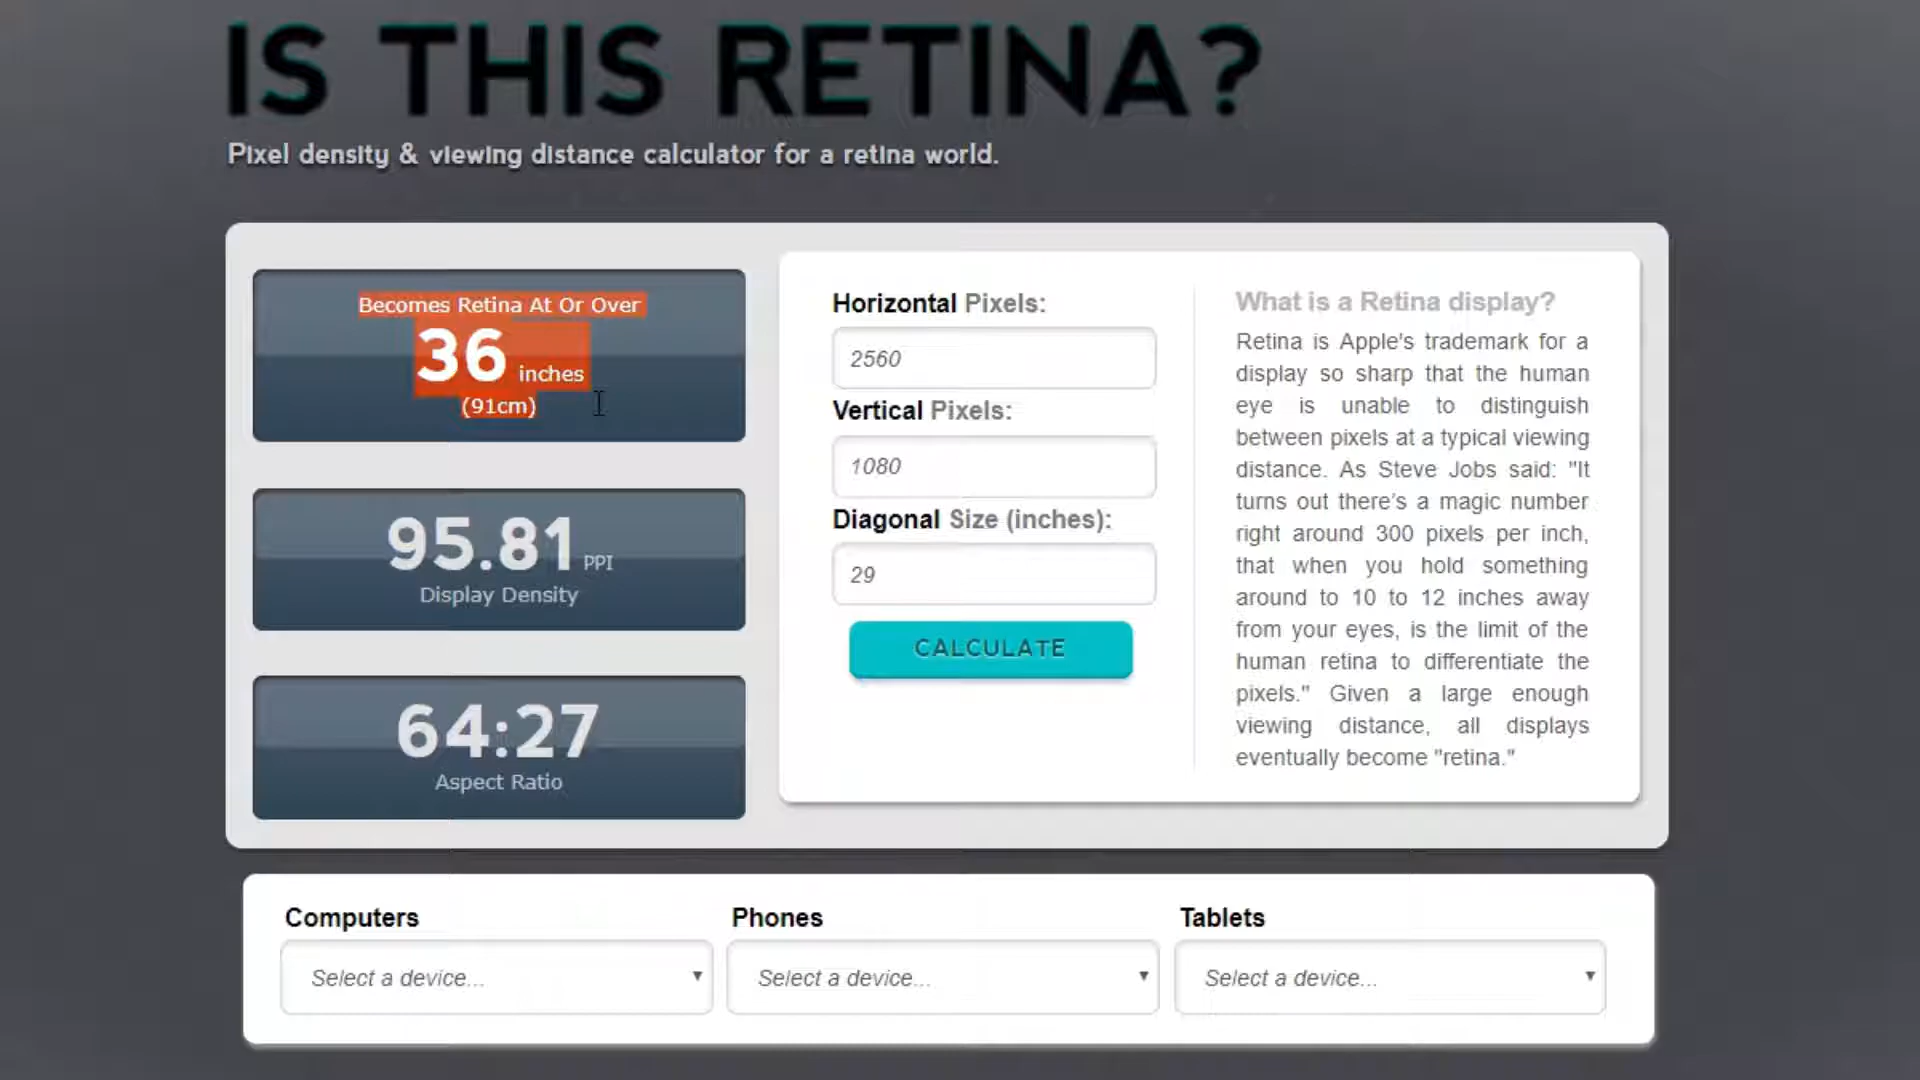 IS THIS RETINA?
Pixel density & viewing distance calculator for a retina world.
Becomes Retina At Or Over
36 inches
(91cm)
95.81 PPI
Display Density
64:27
Aspect Ratio
Horizontal Pixels:
2560
Vertical Pixels:
1080
Diagonal Size (inches):
29
CALCULATE
What is a Retina display?
Retina is Apple's trademark for a
display so sharp that the human
eye is unable to distinguish
between pixels at a typical viewing
distance. As Steve Jobs said: "It
turns out there's a magic number
right around 300 pixels per inch,
that when you hold something
around to 10 to 12 inches away
from your eyes, is the limit of the
human retina to differentiate the
pixels." Given a large enough
viewing distance, all displays
eventually become "retina."
Computers
Select a device...
Phones
Select a device...
Tablets
Select a device...